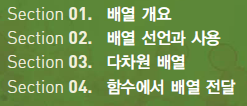 Section 01. 배열 개요
Section 02. 배열 선언과 사용
Section 03. 다차원 배열
Section 04. 함수에서 배열 전달